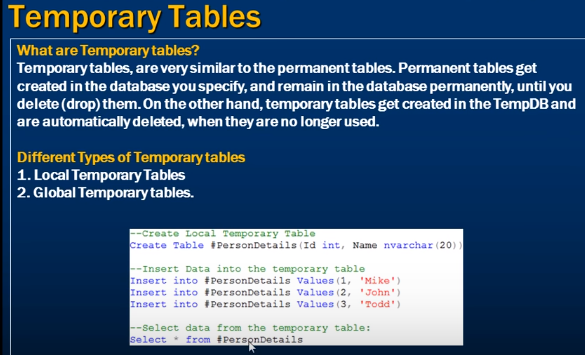 Temporary Tables
What are Temporary tables?
Temporary tables, are very similar to the permanent tables. Permanent tables get
created in the database you specify, and remain in the database permanently, until you
delete (drop) them. On the other hand, temporary tables get created in the TempDB and
are automatically deleted, when they are no longer used.
Different Types of Temporary tables
1. Local Temporary Tables
2. Global Temporary tables.
--Create Local Temporary Table
Create Table #PersonDetails(Id int, Name nvarchar(20))
--Insert Data into the temporary table
Insert into #PersonDetails Values(1, 'Mike')
Insert into #PersonDetails Values(2, 'John')
Insert into #PersonDetails Values(3, 'Todd')
--Select data from the temporary table:
Select * from #PersonDetails